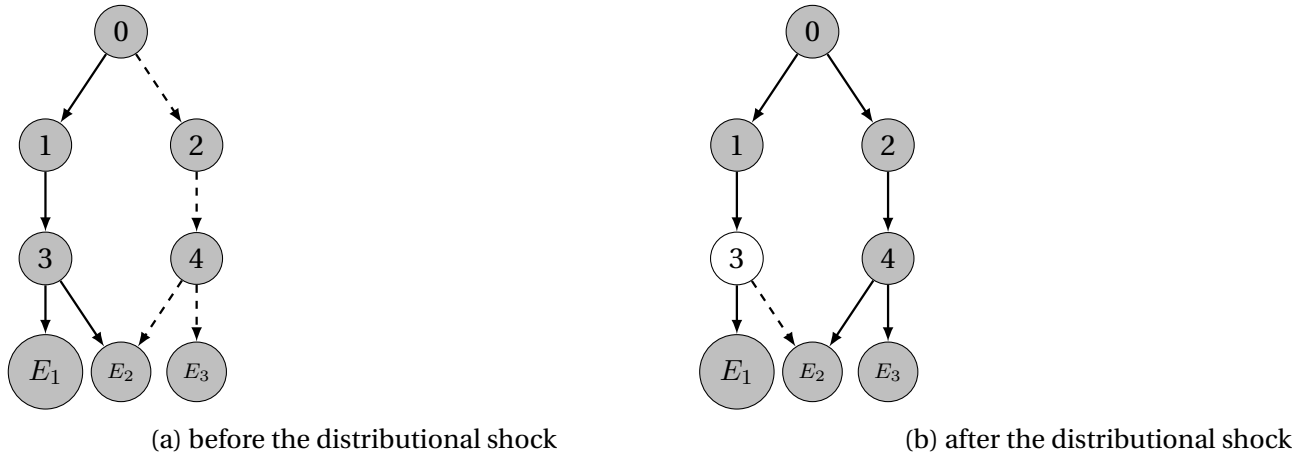 0 0
1 2 1 2
3 4 3 4
E₁ E₂ E₃ E₁ E₂ E₃
(a) before the distributional shock (b) after the distributional shock